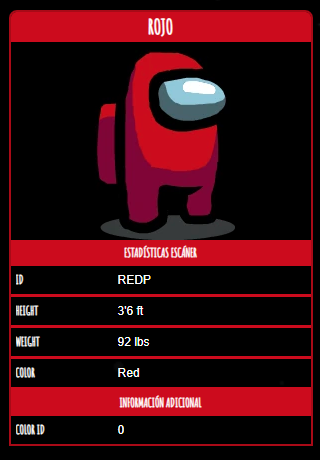 ROJO
ESTADÍSTICAS ESCÁNER
ID REDP
HEIGHT 3'6 ft
WEIGHT 92 lbs
COLOR Red
INFORMACIÓN ADICIONAL
COLOR ID 0